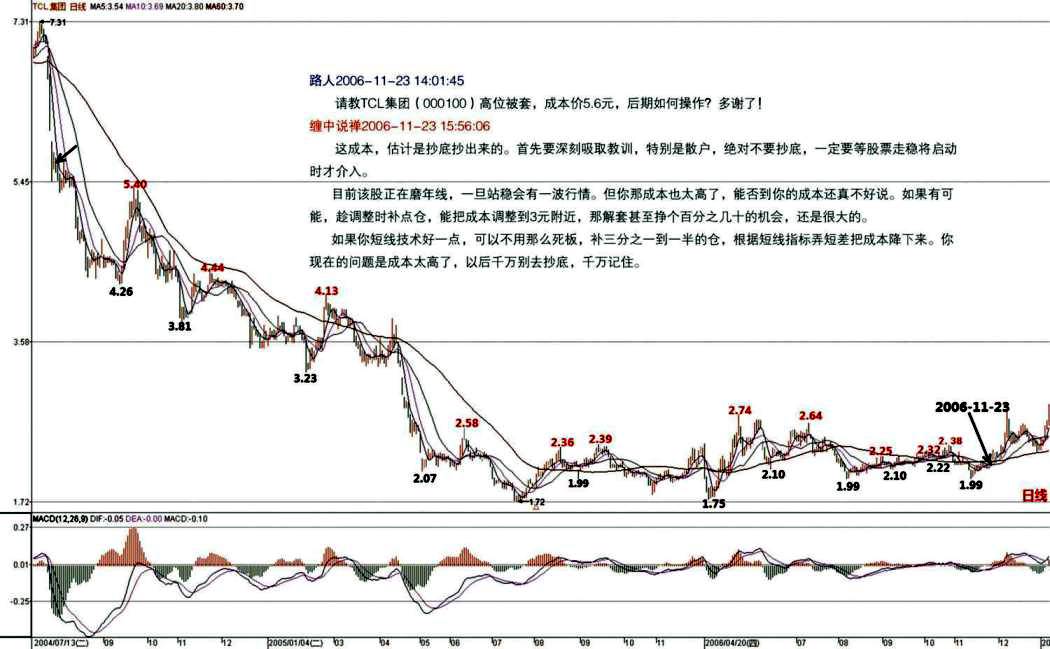 TCL集团 日线 MA5:3.54 MA10:3.69 MA20:3.80 MA60:3.70
7.31
7.31
路人2006-11-23 14:01:45
请教TCL集团（000100）高位被套，成本价5.6元，后期如何操作？多谢了！
缠中说禅2006-11-23 15:56:06
这成本，估计是抄底抄出来的。首先要深刻吸取教训，特别是散户，绝对不要抄底，一定要等股票走稳将启动
时才介入。
目前该股正在磨年线，一旦站稳会有一波行情。但你那成本也太高了，能否到你的成本还真不好说。如果有可
能，趁调整时补点仓，能把成本调整到3元附近，那解套甚至挣个百分之几十的机会，还是很大的。
如果你短线技术好一点，可以不用那么死板，补三分之一到一半的仓，根据短线指标弄短差把成本降下来。你
现在的问题是成本太高了，以后千万别去抄底，千万记住。
5.45
5.40
4.44
4.26
4.13
3.81
3.58
3.23
2.58
2.36
2.39
2.74
2.64
2006-11-23
2.25
2.32
2.38
2.07
1.99
2.10
1.99
2.10
2.22
1.99
1.72
1.72
1.75
日线
MACD(12,26,9) DIF:-0.05 DEA:-0.00 MACD:-0.10
0.27
0.01
-0.25
2004/07/13(二) 09 10 11 12 2005/01/04(二) 03 04 05 06 07 08 09 10 11 2006/04/20(四) 07 08 09 10 11 12 20